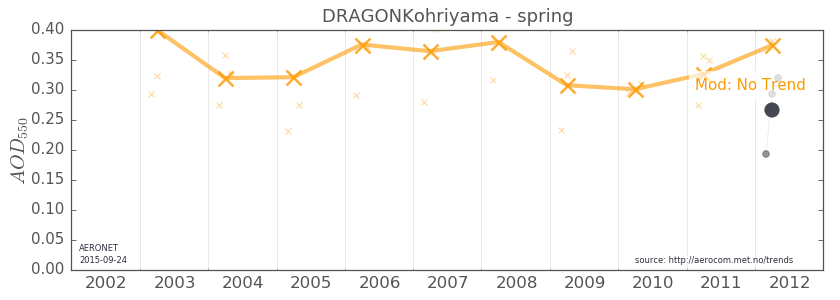 DRAGONKohriyama - spring
0.40
0.35
0.30
0.25
0.20
0.15
0.10
0.05
0.00
AOD550
Mod: No Trend
AERONET
2015-09-24
source: http://aerocom.met.no/trends
2002 2003 2004 2005 2006 2007 2008 2009 2010 2011 2012